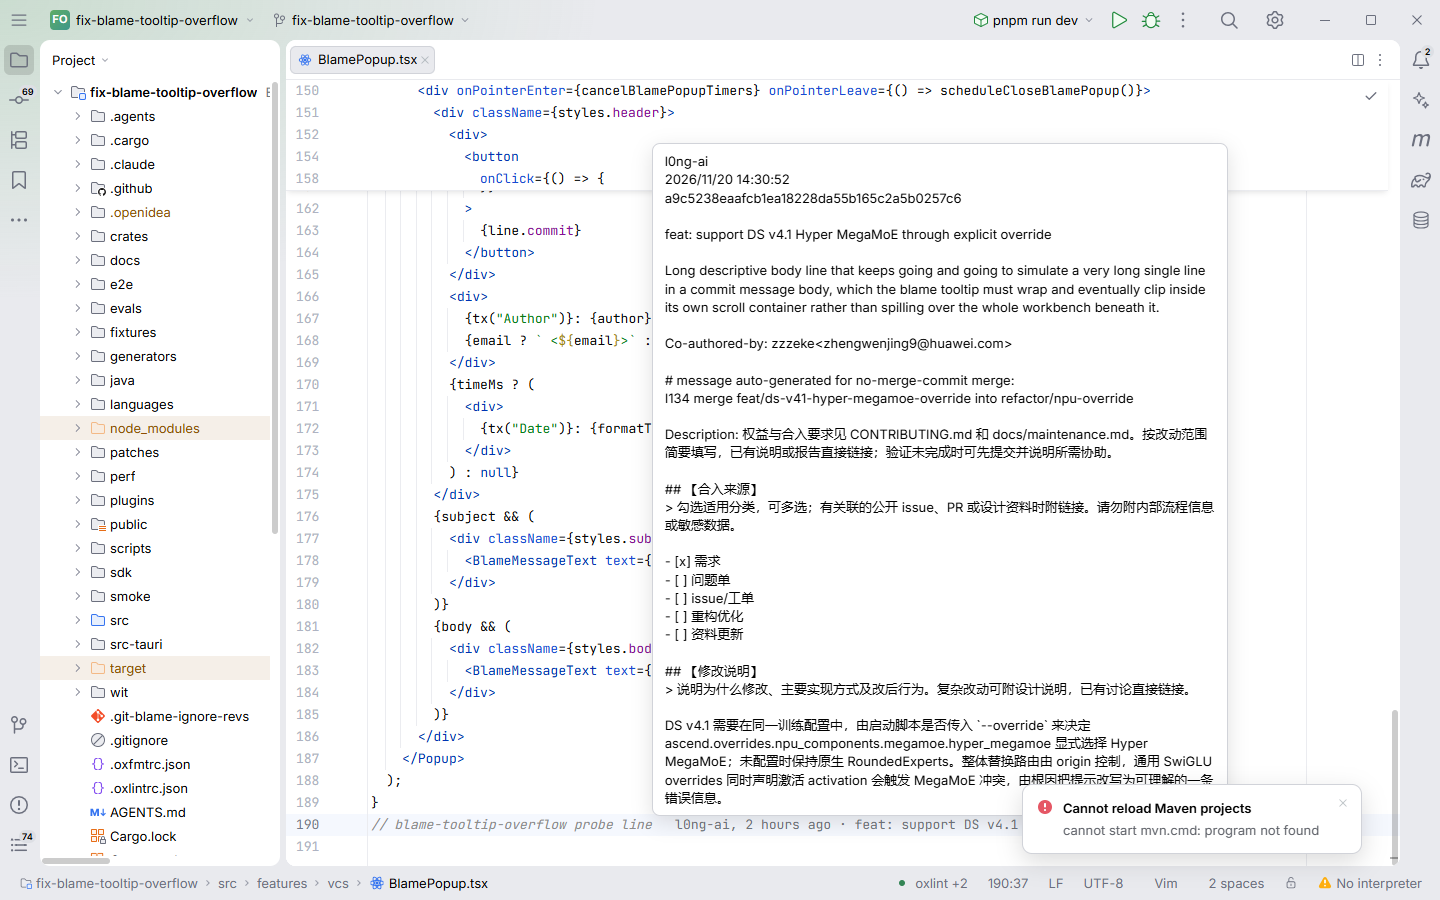 FO fix-blame-tooltip-overflow fix-blame-tooltip-overflow pnpm run dev
Project
BlamePopup.tsx
69
2
74
fix-blame-tooltip-overflow
.agents
.cargo
.claude
.github
.openidea
crates
docs
e2e
evals
fixtures
generators
java
languages
node_modules
patches
perf
plugins
public
scripts
sdk
smoke
src
src-tauri
target
wit
.git-blame-ignore-revs
.gitignore
.oxfmtrc.json
.oxlintrc.json
AGENTS.md
Cargo.lock
150 <div onPointerEnter={cancelBlamePopupTimers} onPointerLeave={() => scheduleCloseBlamePopup()}>
151 <div className={styles.header}>
152 <div>
154 <button
158 onClick={() => {
162 >
163 {line.commit}
164 </button>
165 </div>
166 <div>
167 {tx("Author")}: {author}
168 {email ? ` <${email}>` :
169 </div>
170 {timeMs ? (
171 <div>
172 {tx("Date")}: {formatT
173 </div>
174 ) : null}
175 </div>
176 {subject && (
177 <div className={styles.sub
178 <BlameMessageText text={
179 </div>
180 )}
181 {body && (
182 <div className={styles.bod
183 <BlameMessageText text={
184 </div>
185 )}
186 </div>
187 </Popup>
188 );
189 }
190 // blame-tooltip-overflow probe line l0ng-ai, 2 hours ago · feat: support DS v4.1
191
l0ng-ai
2026/11/20 14:30:52
a9c5238eaafcb1ea18228da55b165c2a5b0257c6
feat: support DS v4.1 Hyper MegaMoE through explicit override
Long descriptive body line that keeps going and going to simulate a very long single line
in a commit message body, which the blame tooltip must wrap and eventually clip inside
its own scroll container rather than spilling over the whole workbench beneath it.
Co-authored-by: zzzeke<zhengwenjing9@huawei.com>
# message auto-generated for no-merge-commit merge:
!134 merge feat/ds-v41-hyper-megamoe-override into refactor/npu-override
Description: 权益与合入要求见 CONTRIBUTING.md 和 docs/maintenance.md。按改动范围
简要填写，已有说明或报告直接链接；验证未完成时可先提交并说明所需协助。
## 【合入来源】
> 勾选适用分类，可多选；有关联的公开 issue、PR 或设计资料时附链接。请勿附内部流程信息
或敏感数据。
- [x] 需求
- [ ] 问题单
- [ ] issue/工单
- [ ] 重构优化
- [ ] 资料更新
## 【修改说明】
> 说明为什么修改、主要实现方式及改后行为。复杂改动可附设计说明，已有讨论直接链接。
DS v4.1 需要在同一训练配置中，由启动脚本是否传入 `--override` 来决定
ascend.overrides.npu_components.megamoe.hyper_megamoe 显式选择 Hyper
MegaMoE；未配置时保持原生 RoundedExperts。整体替换路由由 origin 控制，通用 SwiGLU
overrides 同时声明激活 activation 会触发 MegaMoE 冲突，由根因把提示改写为可理解的一条
错误信息。
Cannot reload Maven projects
cannot start mvn.cmd: program not found
fix-blame-tooltip-overflow › src › features › vcs › BlamePopup.tsx
oxlint +2 190:37 LF UTF-8 Vim 2 spaces No interpreter